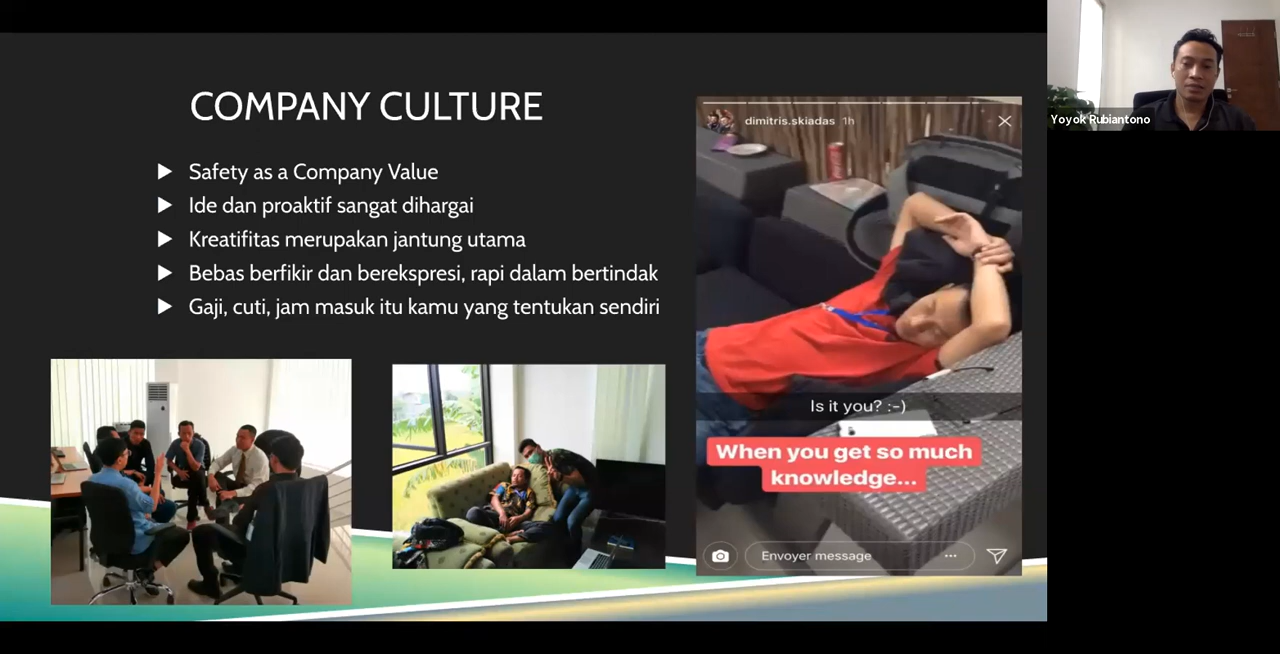 COMPANY CULTURE
Safety as a Company Value
Ide dan proaktif sangat dihargai
Kreatifitas merupakan jantung utama
Bebas berfikir dan berekspresi, rapi dalam bertindak
Gaji, cuti, jam masuk itu kamu yang tentukan sendiri
dimitris.skiadas 1h
Is it you? :-)
When you get so much
knowledge...
Envoyer message
Yoyok Rubiantono